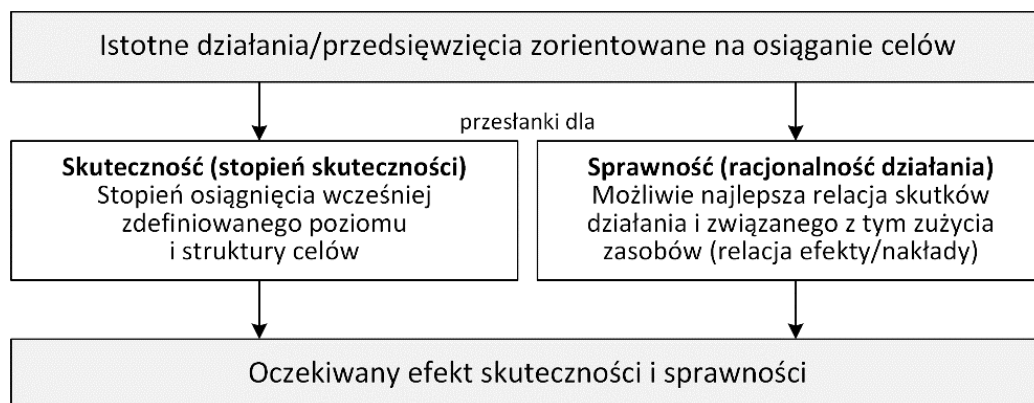 Istotne działania/przedsięwzięcia zorientowane na osiąganie celów
przesłanki dla
Skuteczność (stopień skuteczności)
Stopień osiągnięcia wcześniej
zdefiniowanego poziomu
i struktury celów
Sprawność (racjonalność działania)
Możliwie najlepsza relacja skutków
działania i związanego z tym zużycia
zasobów (relacja efekty/nakłady)
Oczekiwany efekt skuteczności i sprawności